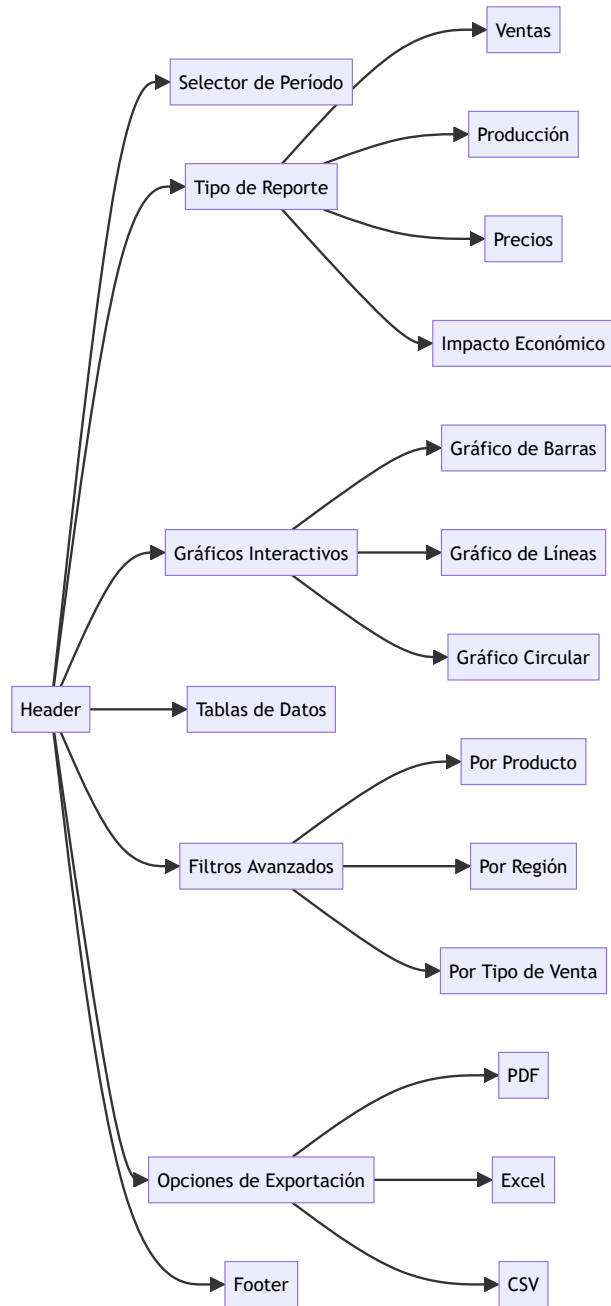 Ventas
Selector de Período
Producción
Tipo de Reporte
Precios
Impacto Económico
Gráfico de Barras
Gráficos Interactivos
Gráfico de Líneas
Gráfico Circular
Header
Tablas de Datos
Por Producto
Filtros Avanzados
Por Región
Por Tipo de Venta
PDF
Opciones de Exportación
Excel
Footer
CSV